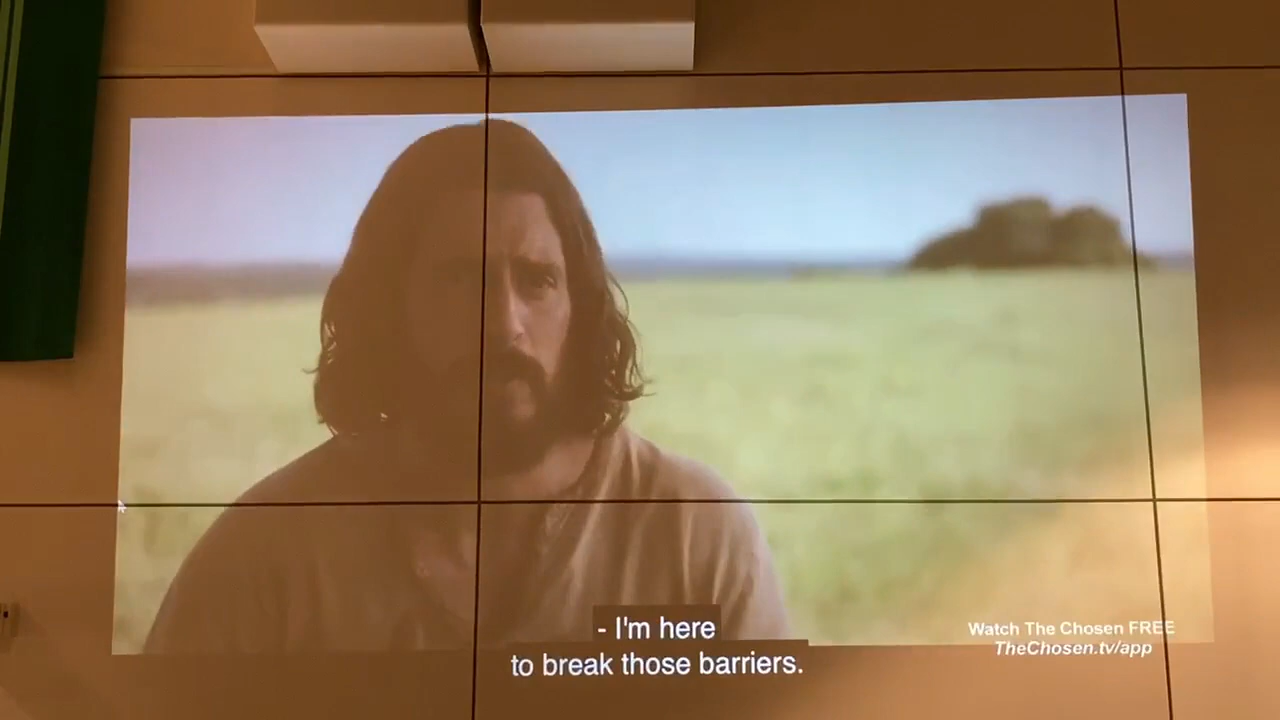 - I'm here
to break those barriers.
Watch The Chosen FREE
TheChosen.tv/app